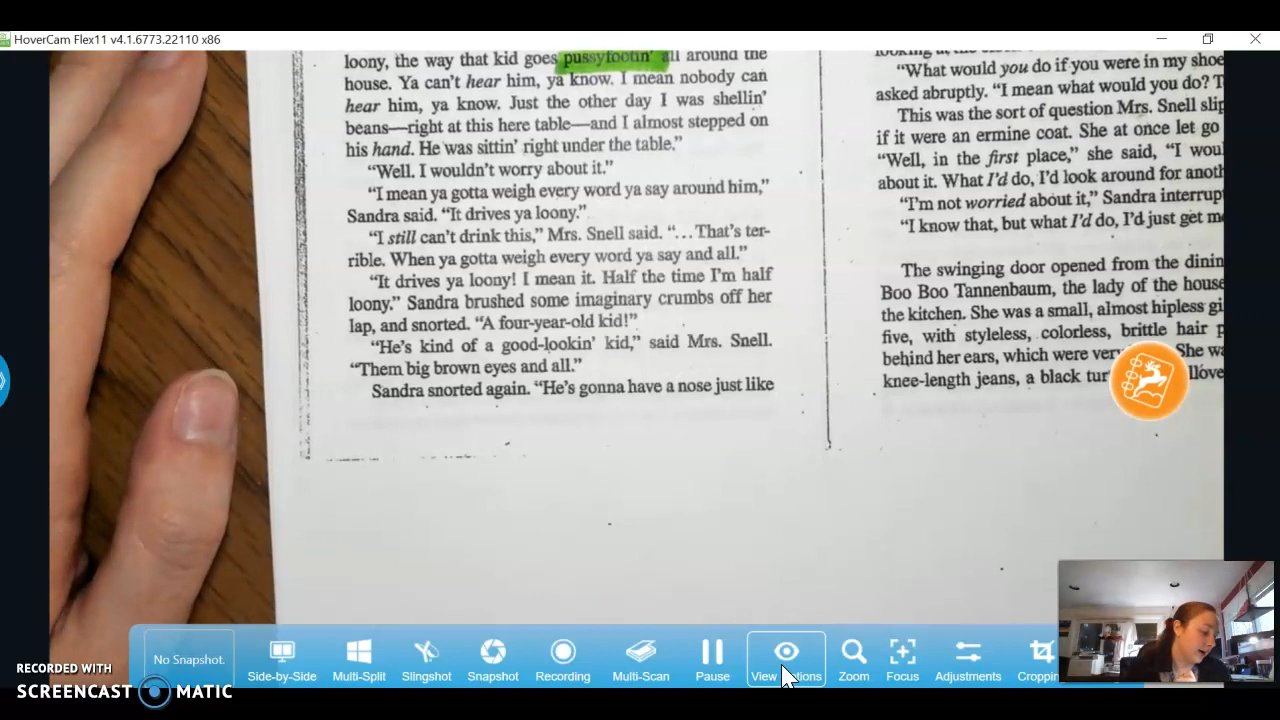 HoverCam Flex11 v4.1.6773.22110 x86
loony, the way that kid goes pussyfootin' all around the
house. Ya can't hear him, ya know. I mean nobody can
hear him, ya know. Just the other day I was shellin'
beans—right at this here table—and I almost stepped on
his hand. He was sittin' right under the table."
"Well. I wouldn't worry about it."
"I mean ya gotta weigh every word ya say around him,"
Sandra said. "It drives ya loony."
"I still can't drink this," Mrs. Snell said. "…That's ter-
rible. When ya gotta weigh every word ya say and all."
"It drives ya loony! I mean it. Half the time I'm half
loony." Sandra brushed some imaginary crumbs off her
lap, and snorted. "A four-year-old kid!"
"He's kind of a good-lookin' kid," said Mrs. Snell.
"Them big brown eyes and all."
Sandra snorted again. "He's gonna have a nose just like
"What would you do if you were in my shoe
asked abruptly. "I mean what would you do? T
This was the sort of question Mrs. Snell slip
if it were an ermine coat. She at once let go
"Well, in the first place," she said, "I wou
about it. What I'd do, I'd look around for anoth
"I'm not worried about it," Sandra interrup
"I know that, but what I'd do, I'd just get me
The swinging door opened from the dinin
Boo Boo Tannenbaum, the lady of the house
the kitchen. She was a small, almost hipless gi
five, with styleless, colorless, brittle hair p
behind her ears, which were ver She wa
knee-length jeans, a black tur llove
No Snapshot.
Side-by-Side
Multi-Split
Slingshot
Snapshot
Recording
Multi-Scan
Pause
View
Zoom
Focus
Adjustments
Croppin
RECORDED WITH
SCREENCAST MATIC